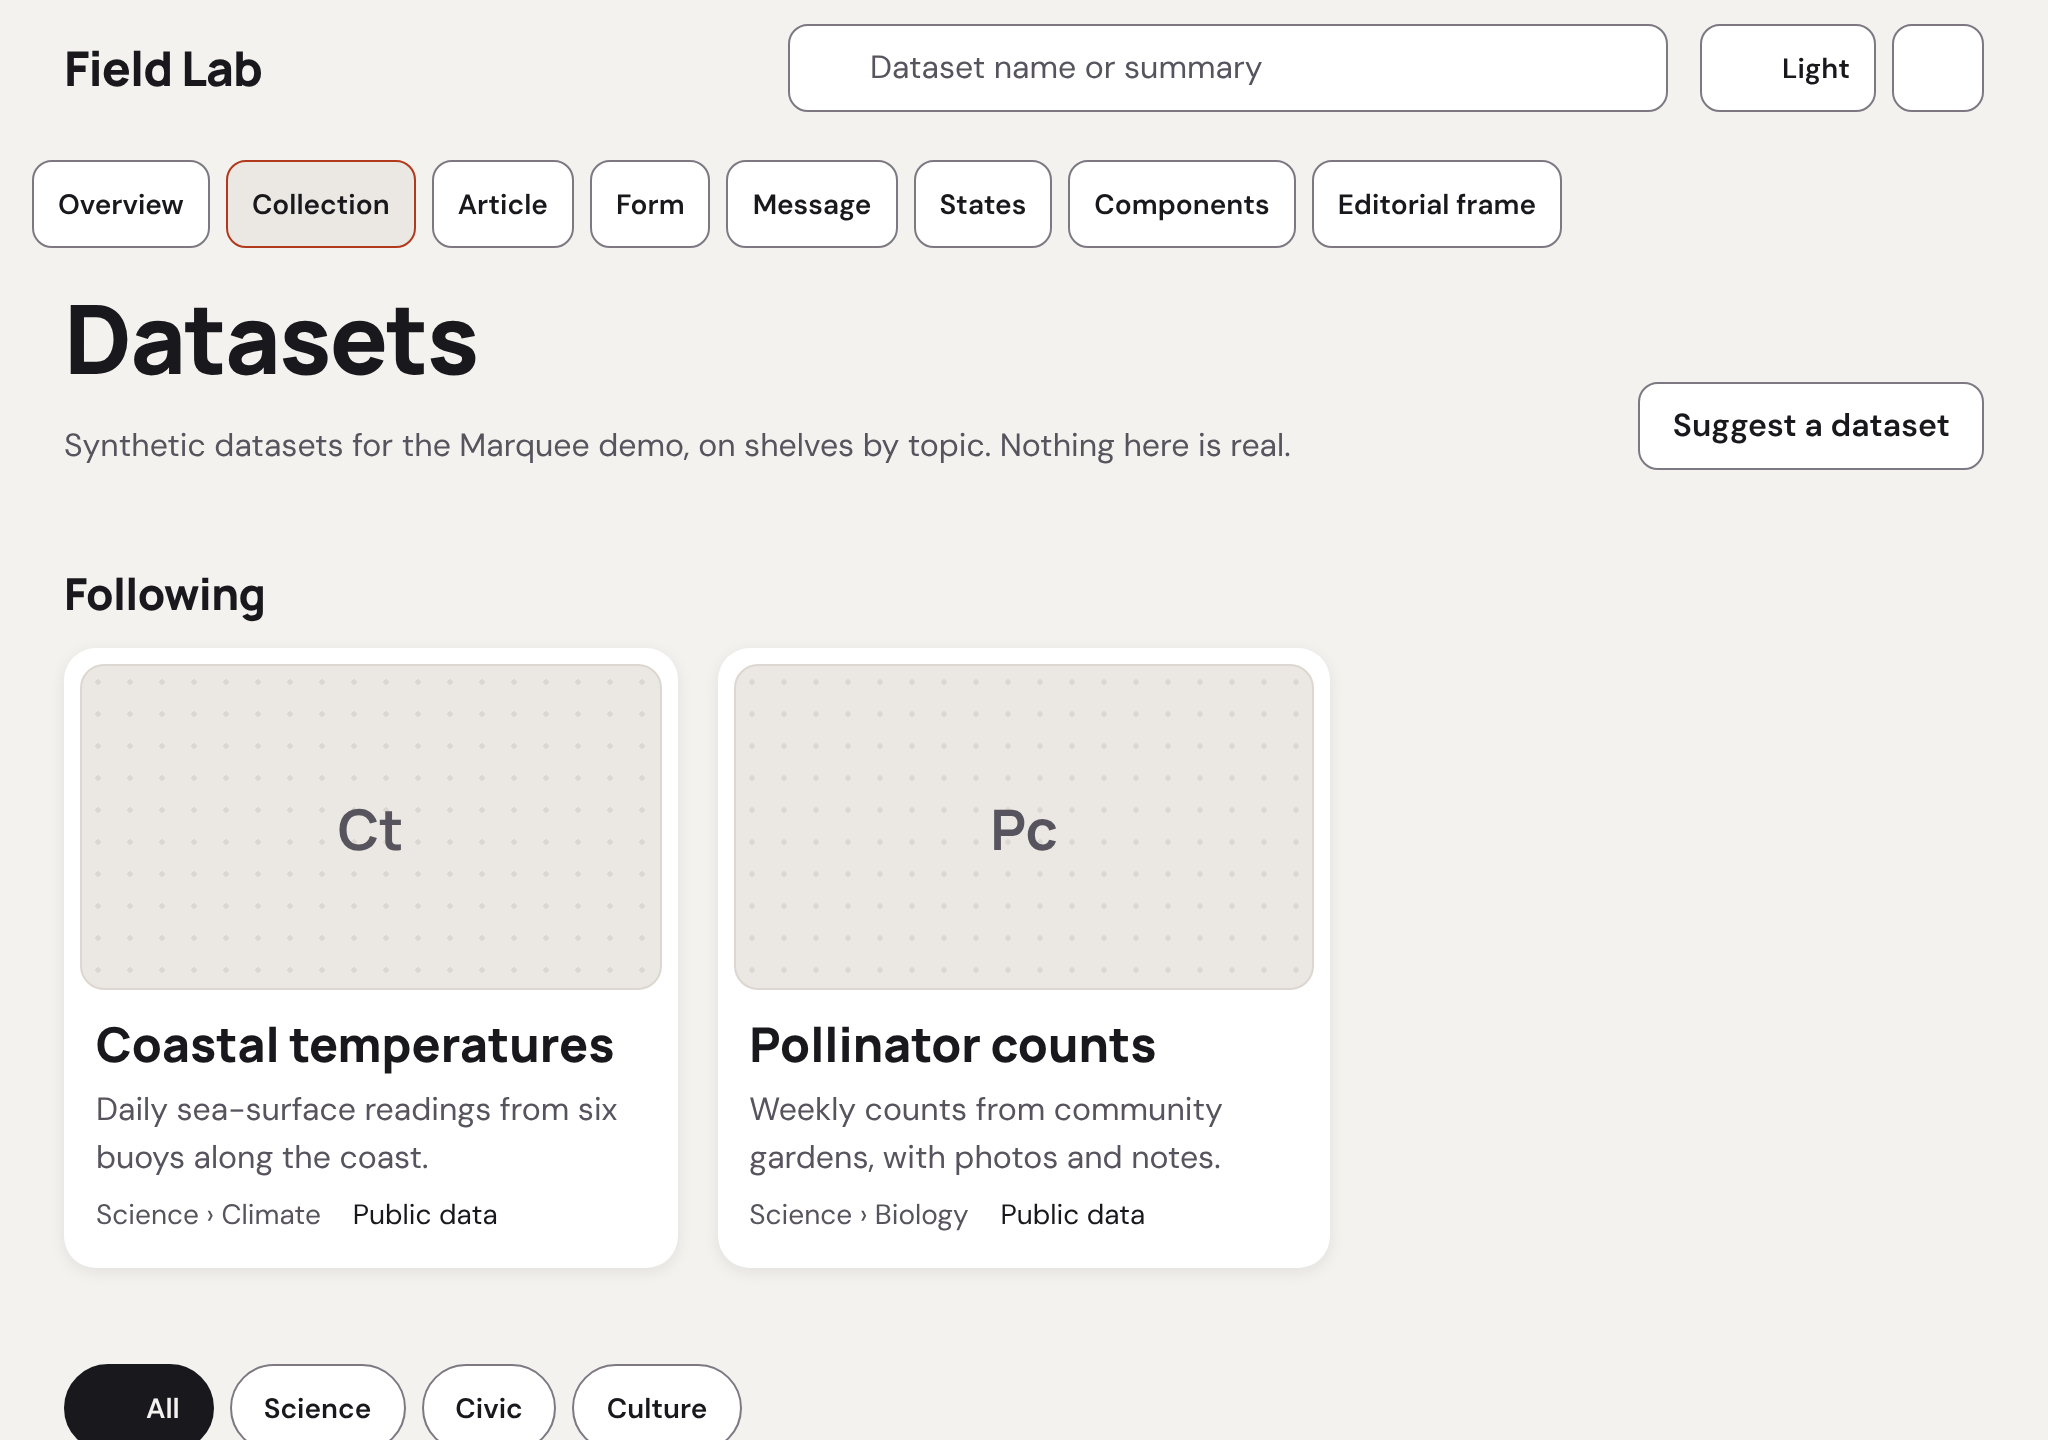 Field Lab
Dataset name or summary
Light
Overview
Collection
Article
Form
Message
States
Components
Editorial frame
Datasets
Synthetic datasets for the Marquee demo, on shelves by topic. Nothing here is real.
Suggest a dataset
Following
Ct
Coastal temperatures
Daily sea-surface readings from six
buoys along the coast.
Science › Climate Public data
Pc
Pollinator counts
Weekly counts from community
gardens, with photos and notes.
Science › Biology Public data
All
Science
Civic
Culture